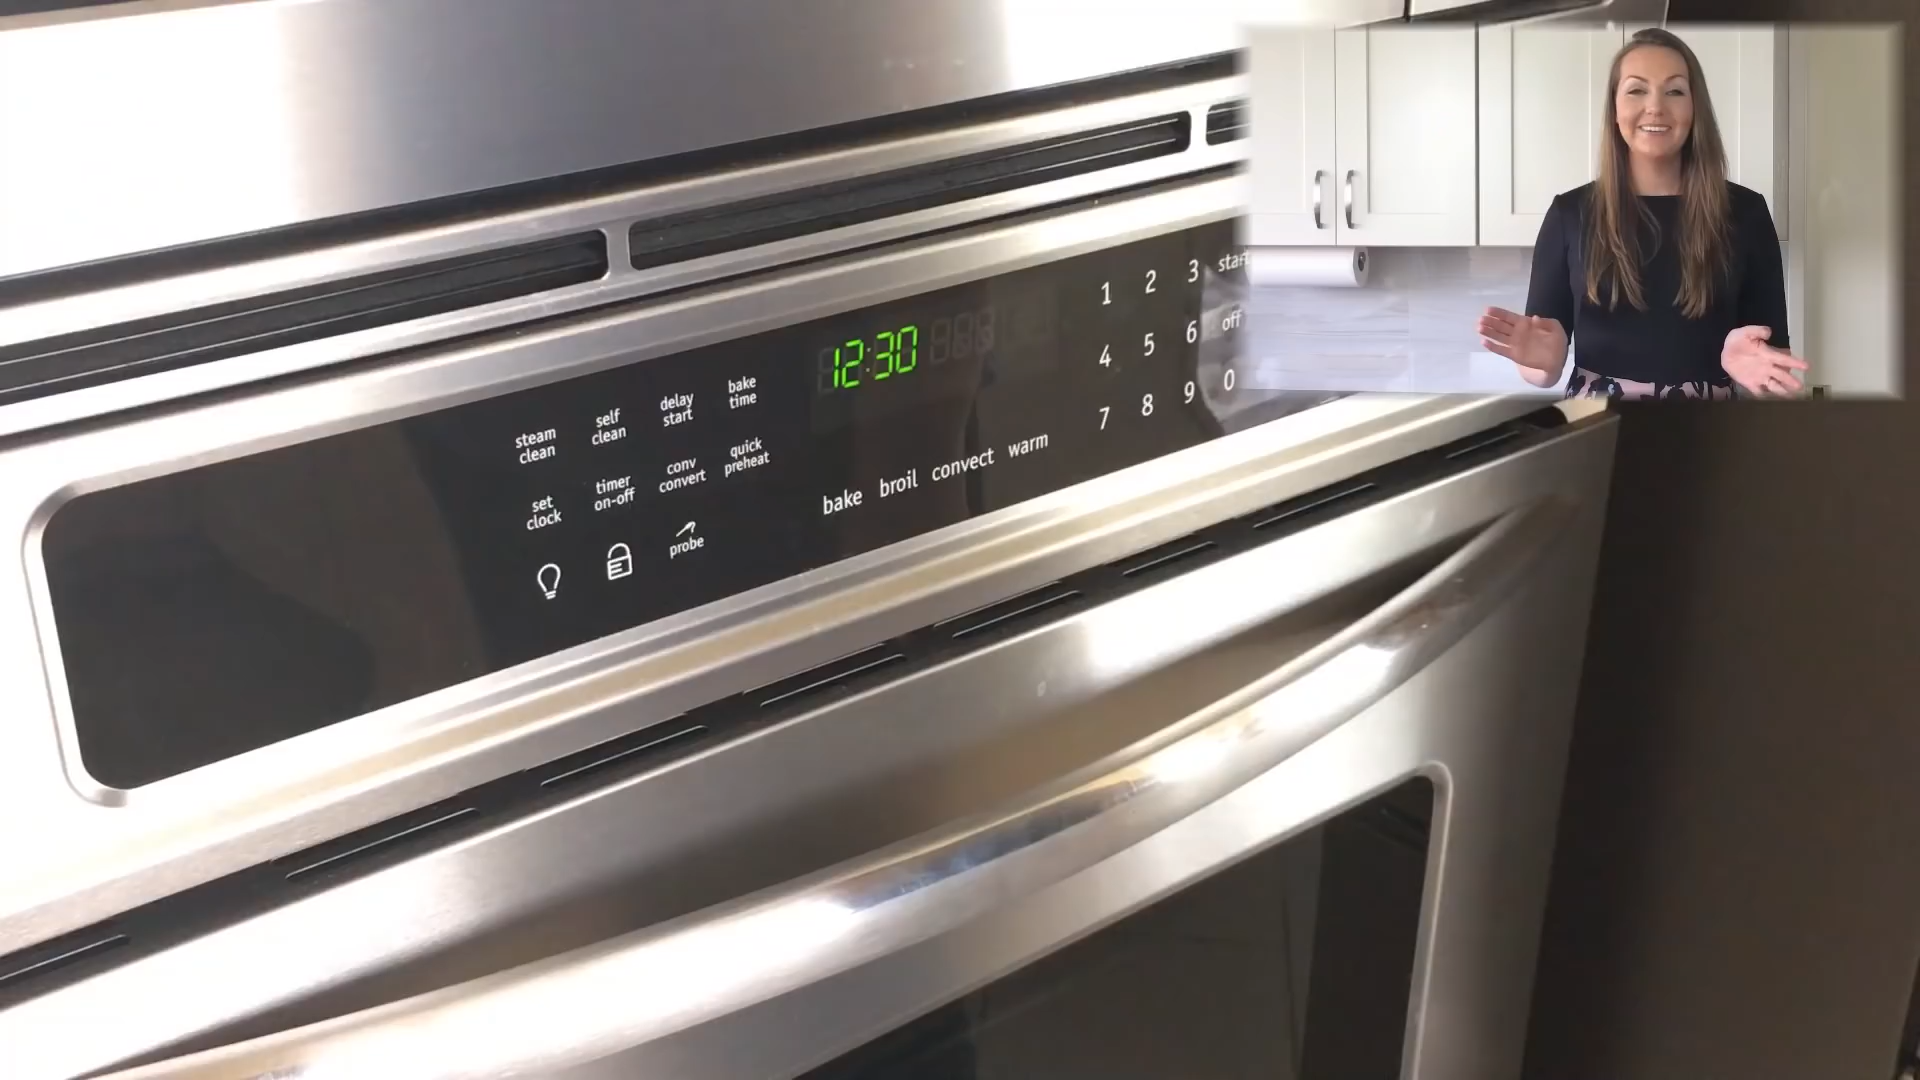 steam
clean
self
clean
delay
start
bake
time
set
clock
timer
on-off
conv
convert
quick
preheat
probe
12:30
bake broil convect warm
1 2 3 start
4 5 6 off
7 8 9 0